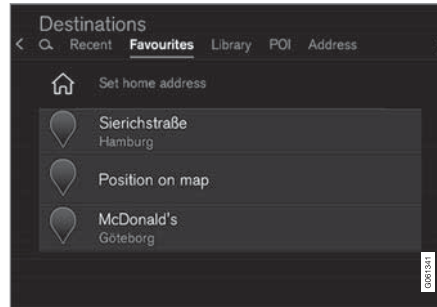 Destinations
Recent Favourites Library POI Address
Set home address
Sierichstraße
Hamburg
Position on map
McDonald's
Göteborg
G061341